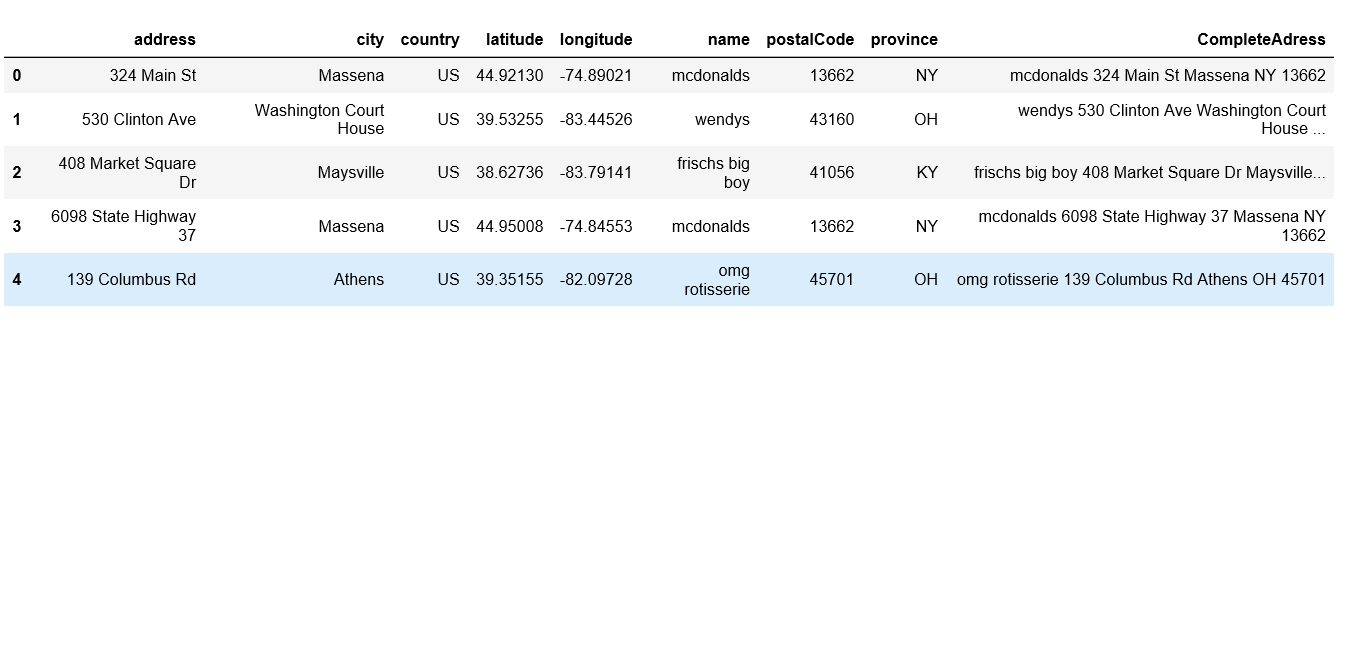 address city country latitude longitude name postalCode province CompleteAdress
0 324 Main St Massena US 44.92130 -74.89021 mcdonalds 13662 NY mcdonalds 324 Main St Massena NY 13662
1 530 Clinton Ave Washington Court House US 39.53255 -83.44526 wendys 43160 OH wendys 530 Clinton Ave Washington Court House ...
2 408 Market Square Dr Maysville US 38.62736 -83.79141 frischs big boy 41056 KY frischs big boy 408 Market Square Dr Maysville...
3 6098 State Highway 37 Massena US 44.95008 -74.84553 mcdonalds 13662 NY mcdonalds 6098 State Highway 37 Massena NY 13662
4 139 Columbus Rd Athens US 39.35155 -82.09728 omg rotisserie 45701 OH omg rotisserie 139 Columbus Rd Athens OH 45701